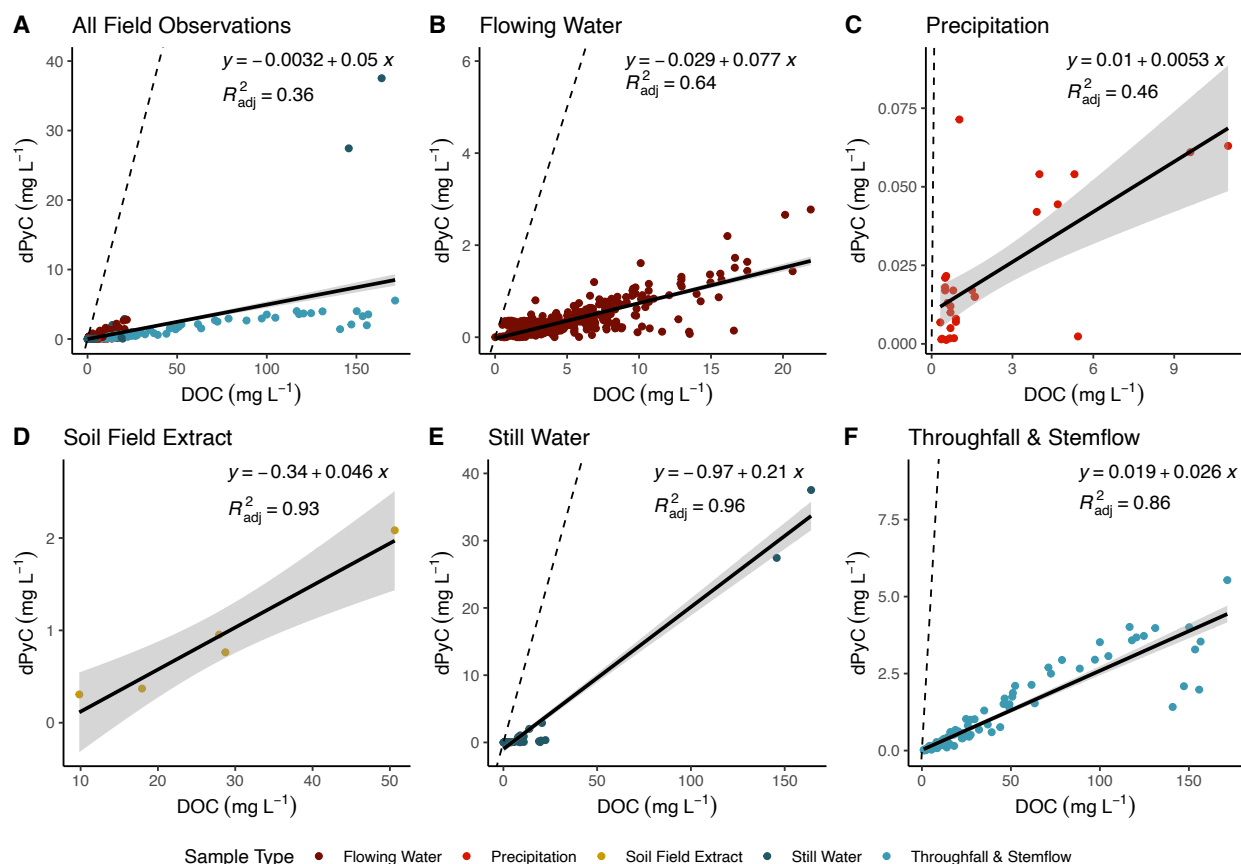 A All Field Observations
y = −0.0032 + 0.05 x
R²adj = 0.36
40
30
20
10
0
dPyC (mg L⁻¹)
0 50 100 150
DOC (mg L⁻¹)
B Flowing Water
y = −0.029 + 0.077 x
R²adj = 0.64
6
4
2
0
dPyC (mg L⁻¹)
0 5 10 15 20
DOC (mg L⁻¹)
C Precipitation
y = 0.01 + 0.0053 x
R²adj = 0.46
0.075
0.050
0.025
0.000
dPyC (mg L⁻¹)
0 3 6 9
DOC (mg L⁻¹)
D Soil Field Extract
y = −0.34 + 0.046 x
R²adj = 0.93
2
1
0
dPyC (mg L⁻¹)
10 20 30 40 50
DOC (mg L⁻¹)
E Still Water
y = −0.97 + 0.21 x
R²adj = 0.96
40
30
20
10
0
dPyC (mg L⁻¹)
0 50 100 150
DOC (mg L⁻¹)
F Throughfall & Stemflow
y = 0.019 + 0.026 x
R²adj = 0.86
7.5
5.0
2.5
0.0
dPyC (mg L⁻¹)
0 50 100 150
DOC (mg L⁻¹)
Sample Type Flowing Water Precipitation Soil Field Extract Still Water Throughfall & Stemflow